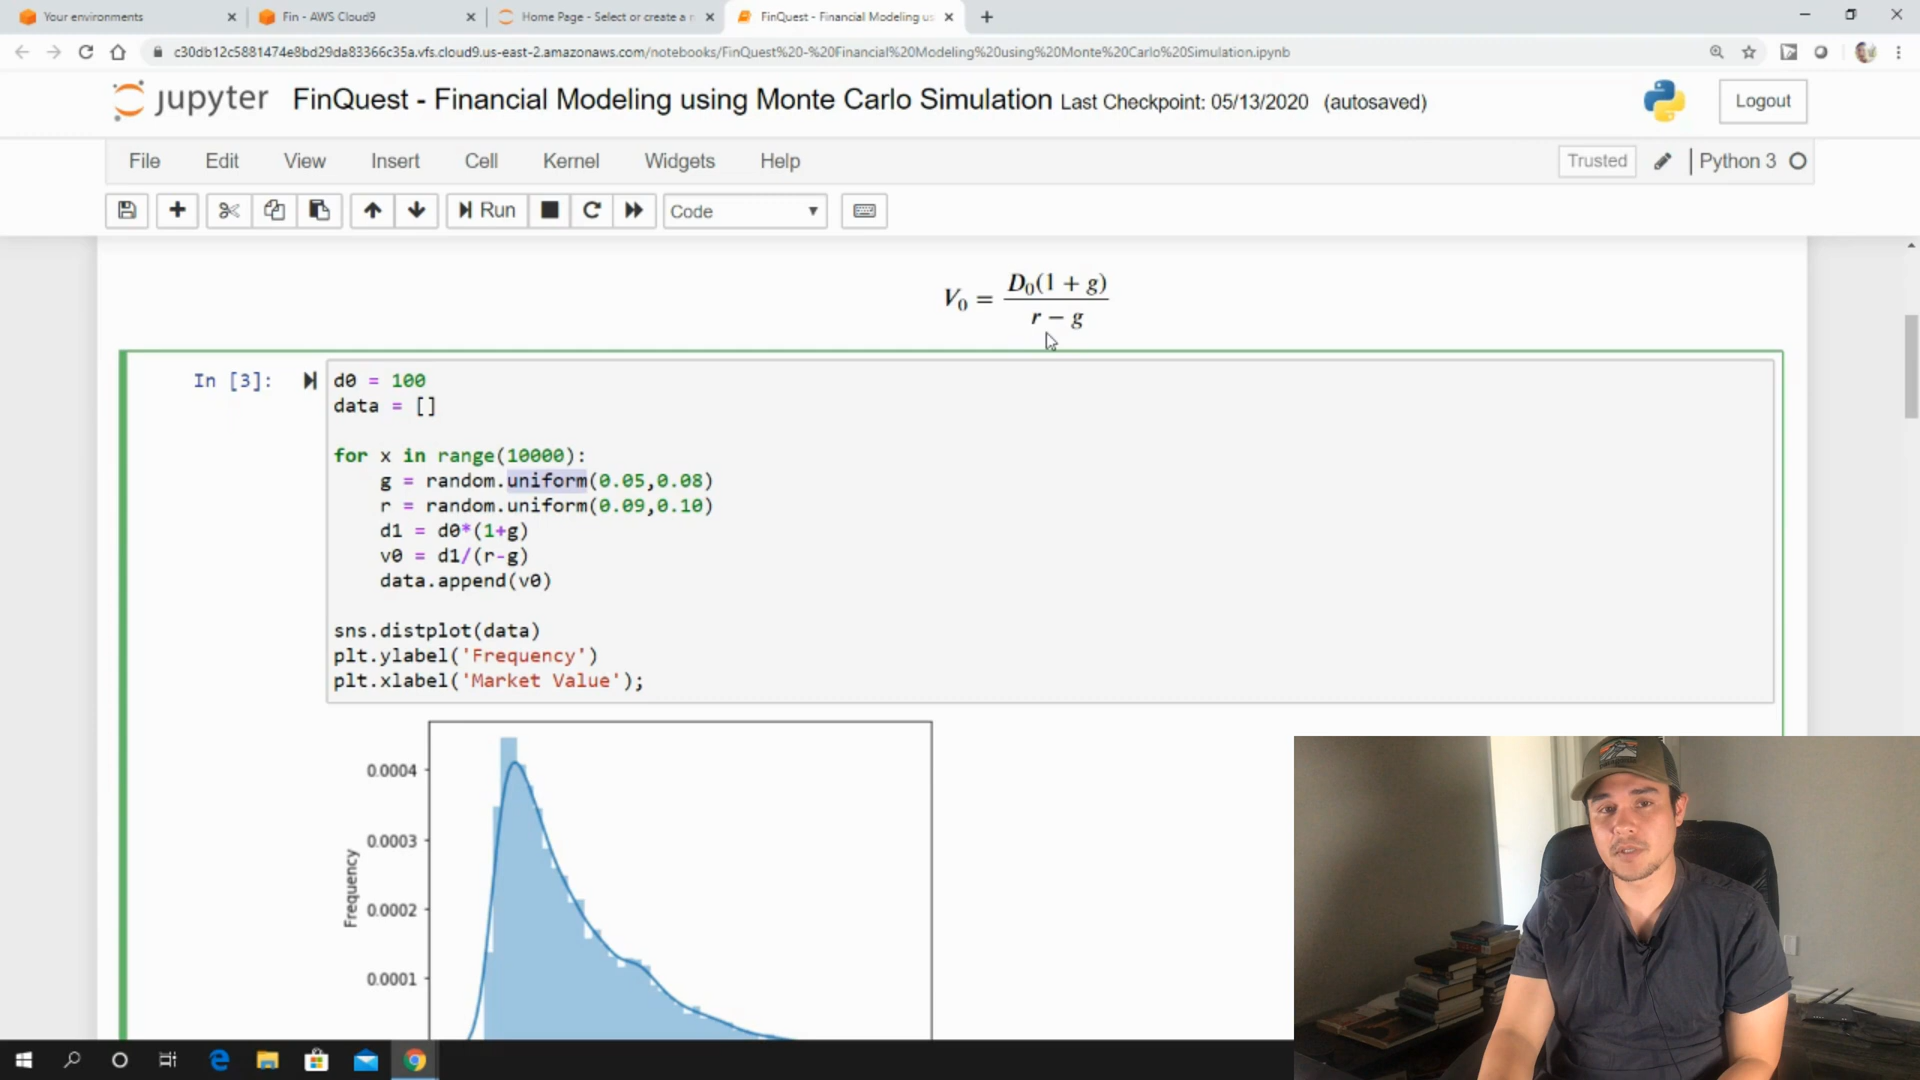 Your environments
Fin - AWS Cloud9
Home Page - Select or create a n
FinQuest - Financial Modeling us
c30db12c5881474e8bd29da83366c35a.vfs.cloud9.us-east-2.amazonaws.com/notebooks/FinQuest%20-%20Financial%20Modeling%20using%20Monte%20Carlo%20Simulation.ipynb
jupyter FinQuest - Financial Modeling using Monte Carlo Simulation Last Checkpoint: 05/13/2020 (autosaved)
Logout
File Edit View Insert Cell Kernel Widgets Help
Trusted
Python 3
Run
Code
V0 = D0(1 + g) / r − g
In [3]:
d0 = 100
data = []
for x in range(10000):
g = random.uniform(0.05,0.08)
r = random.uniform(0.09,0.10)
d1 = d0*(1+g)
v0 = d1/(r-g)
data.append(v0)
sns.distplot(data)
plt.ylabel('Frequency')
plt.xlabel('Market Value');
0.0004
0.0003
0.0002
0.0001
Frequency